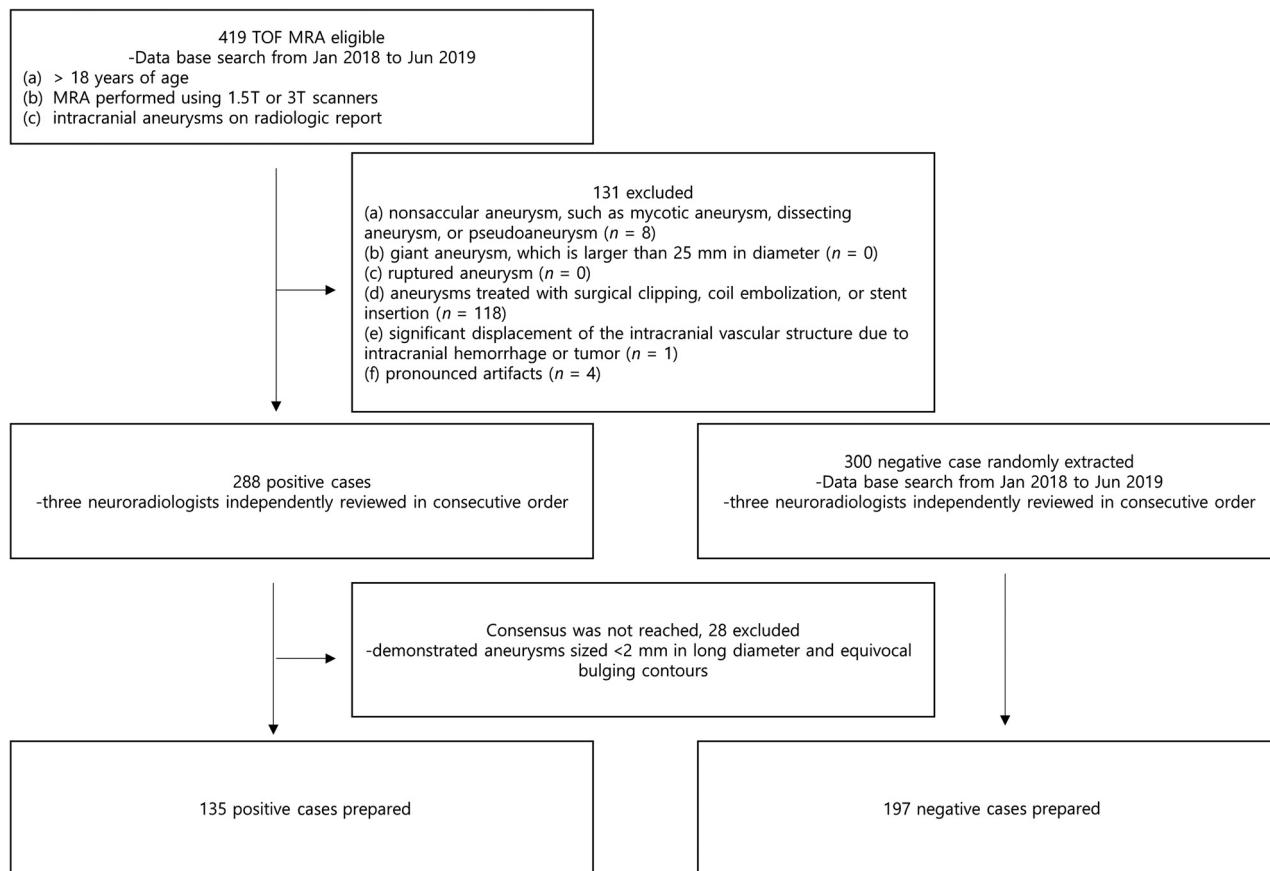 419 TOF MRA eligible
-Data base search from Jan 2018 to Jun 2019
(a) > 18 years of age
(b) MRA performed using 1.5T or 3T scanners
(c) intracranial aneurysms on radiologic report
131 excluded
(a) nonsaccular aneurysm, such as mycotic aneurysm, dissecting
aneurysm, or pseudoaneurysm (n = 8)
(b) giant aneurysm, which is larger than 25 mm in diameter (n = 0)
(c) ruptured aneurysm (n = 0)
(d) aneurysms treated with surgical clipping, coil embolization, or stent
insertion (n = 118)
(e) significant displacement of the intracranial vascular structure due to
intracranial hemorrhage or tumor (n = 1)
(f) pronounced artifacts (n = 4)
288 positive cases
-three neuroradiologists independently reviewed in consecutive order
300 negative case randomly extracted
-Data base search from Jan 2018 to Jun 2019
-three neuroradiologists independently reviewed in consecutive order
Consensus was not reached, 28 excluded
-demonstrated aneurysms sized <2 mm in long diameter and equivocal
bulging contours
135 positive cases prepared
197 negative cases prepared